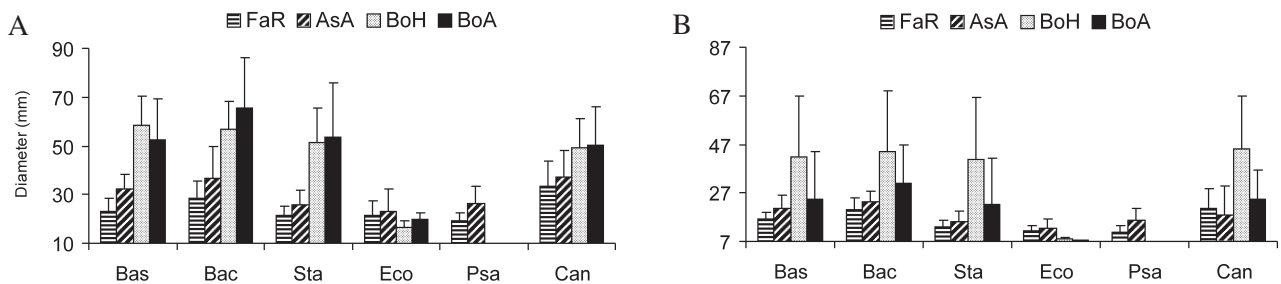 A
FaR AsA BoH BoA
Diameter (mm)
90
70
50
30
10
Bas Bac Sta Eco Psa Can
B
FaR AsA BoH BoA
87
67
47
27
7
Bas Bac Sta Eco Psa Can